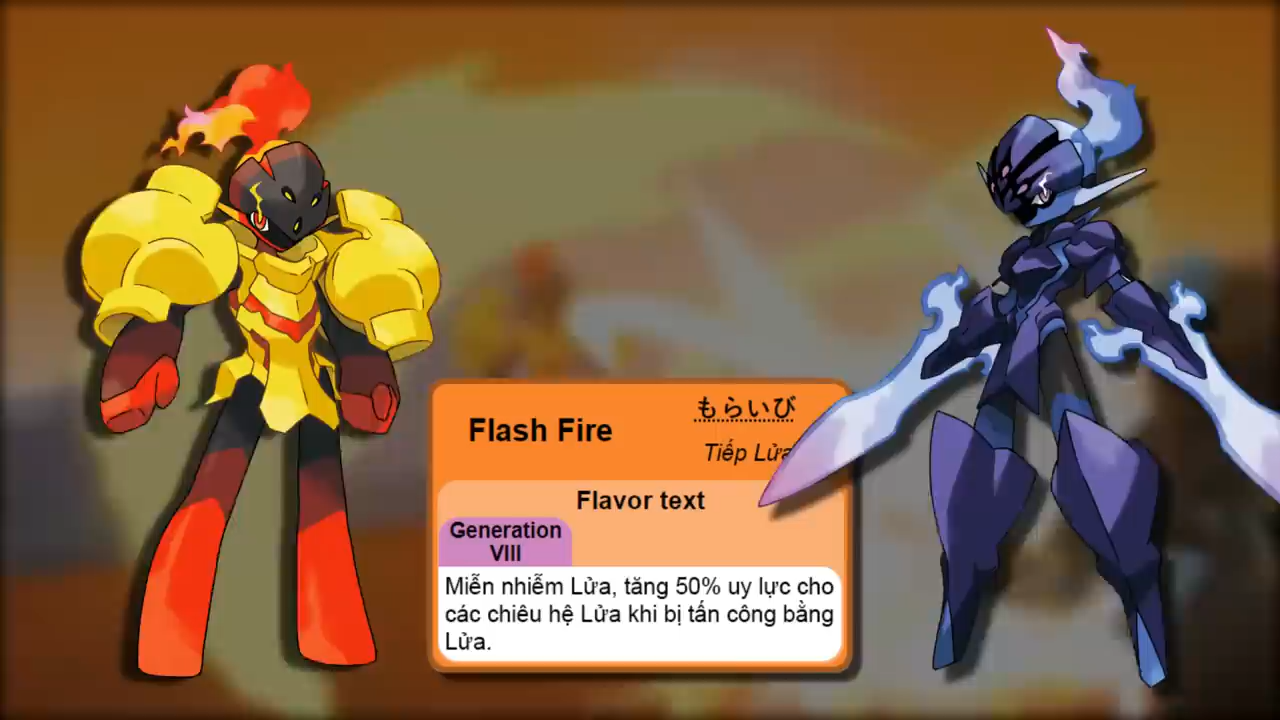 Flash Fire
もらいび
Tiếp Lửa
Flavor text
Generation
VIII
Miễn nhiễm Lửa, tăng 50% uy lực cho
các chiêu hệ Lửa khi bị tấn công bằng
Lửa.